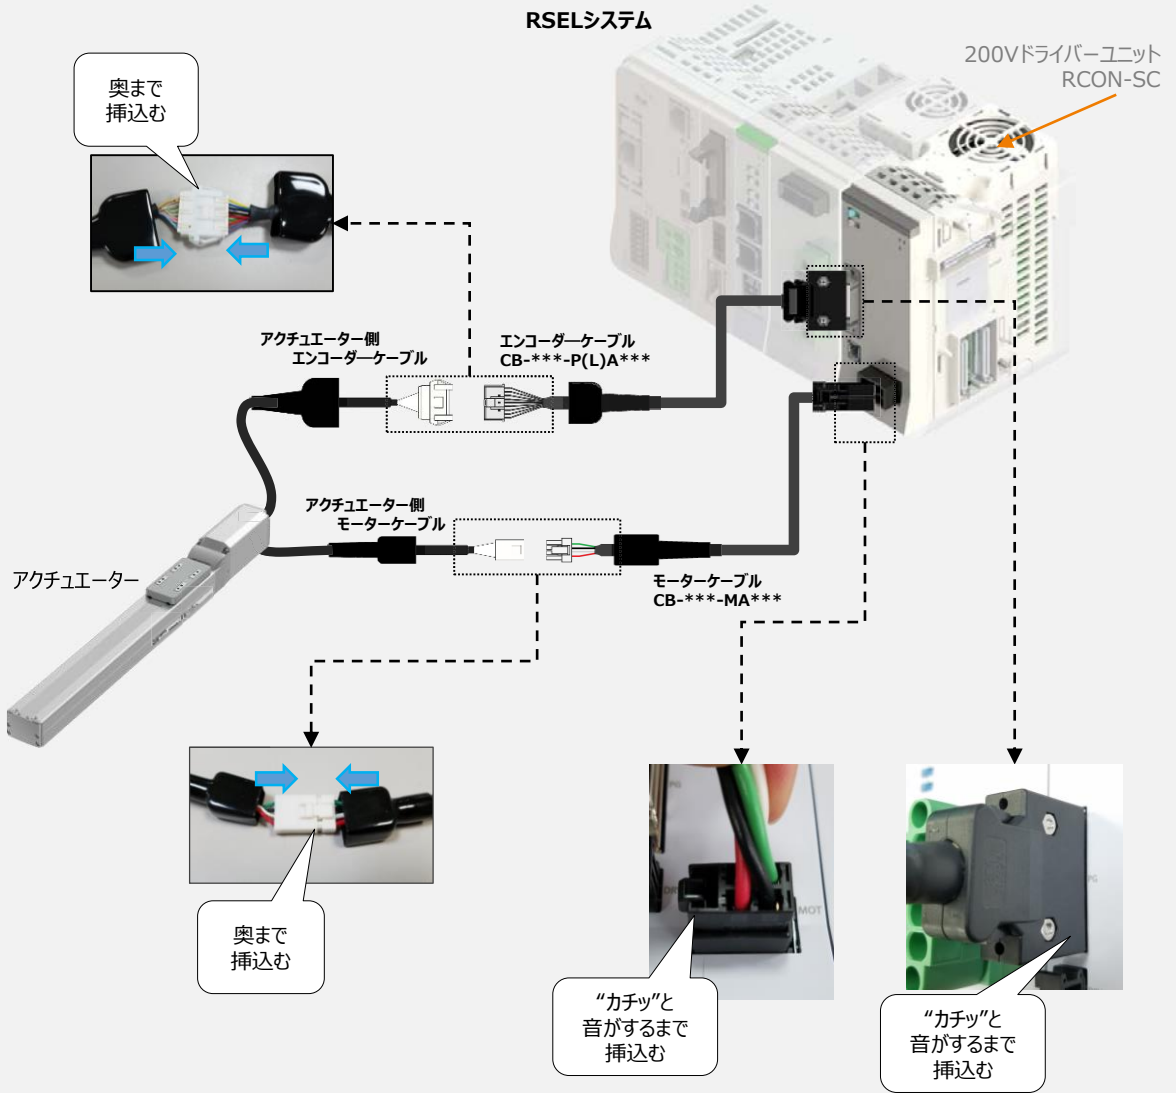 RSELシステム
200Vドライバーユニット
RCON-SC
奥まで
挿込む
アクチュエーター側
エンコーダ―ケーブル
エンコーダ―ケーブル
CB-***-P(L)A***
アクチュエーター側
モーターケーブル
アクチュエーター
モーターケーブル
CB-***-MA***
奥まで
挿込む
PG
MOT
“カチッ”と
音がするまで
挿込む
PG
“カチッ”と
音がするまで
挿込む